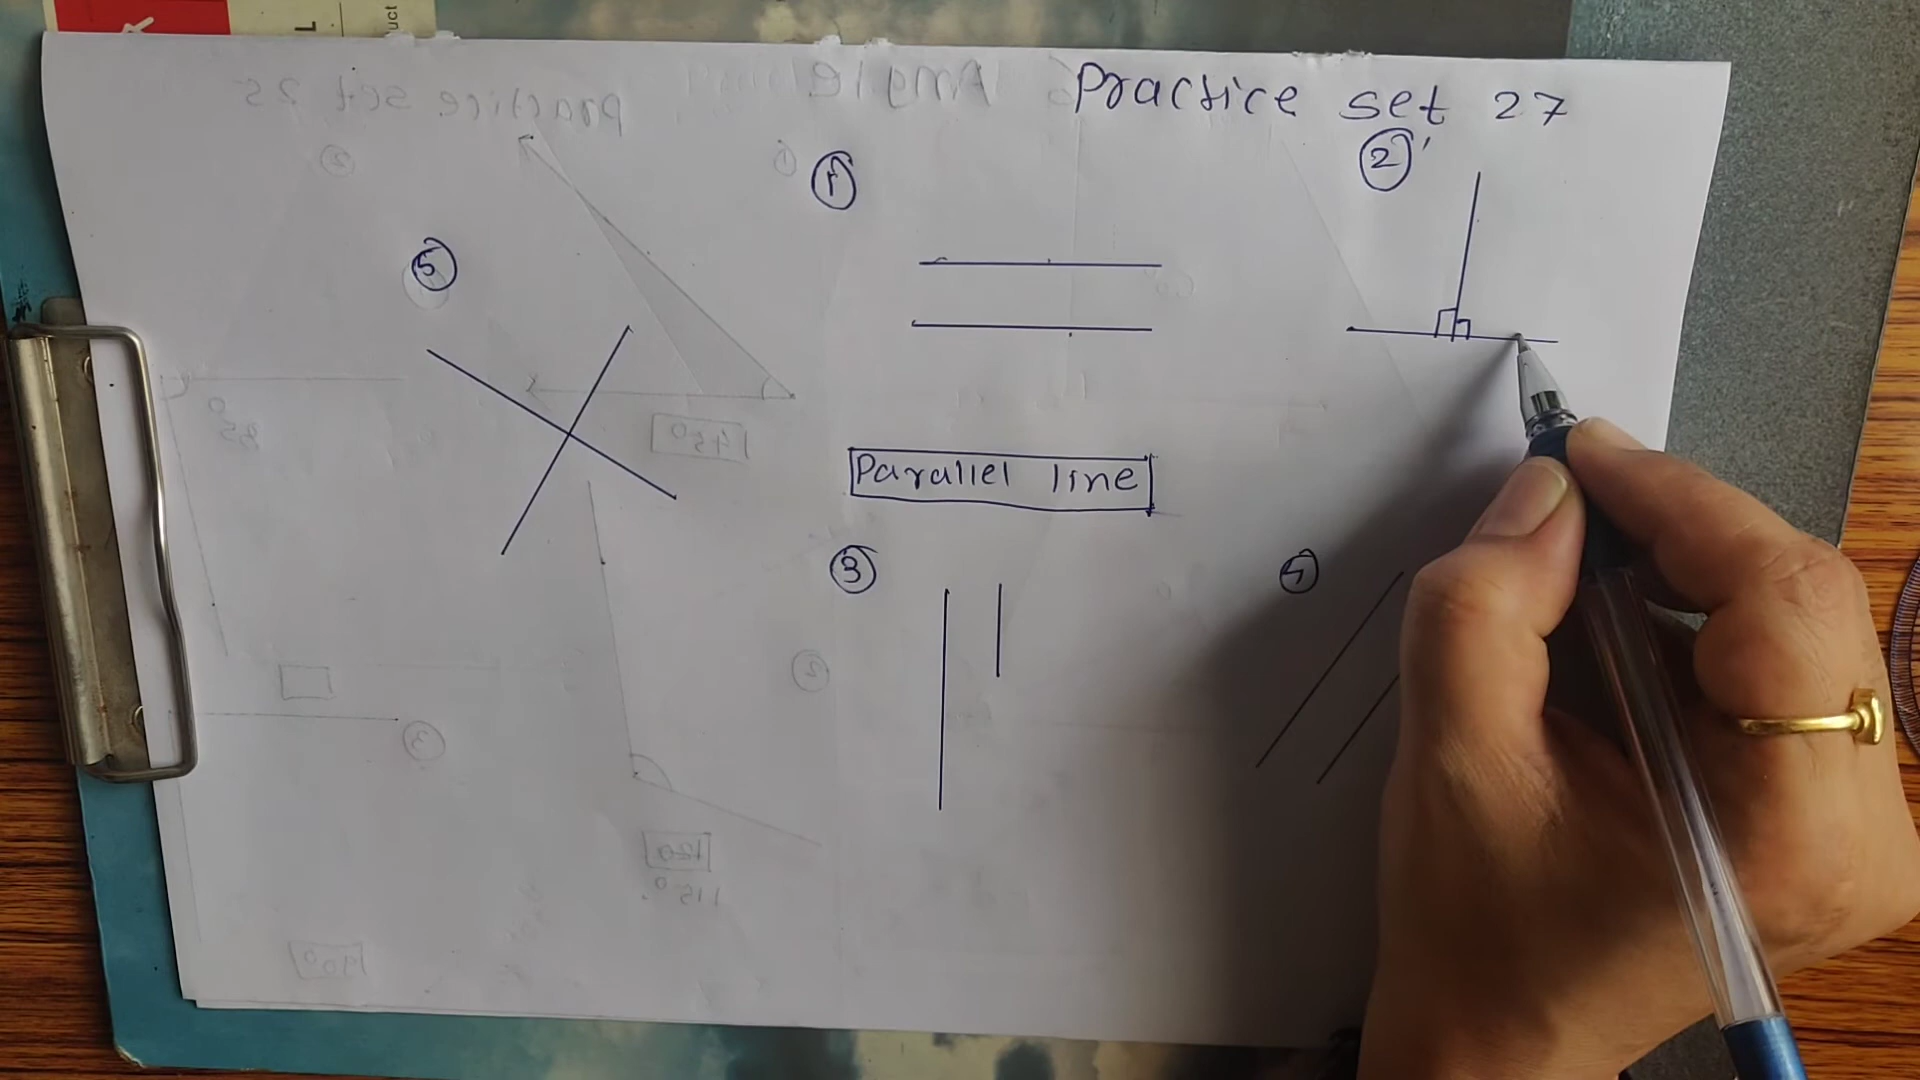 Practice set 27
①
②
⑤
Parallel line
③
④